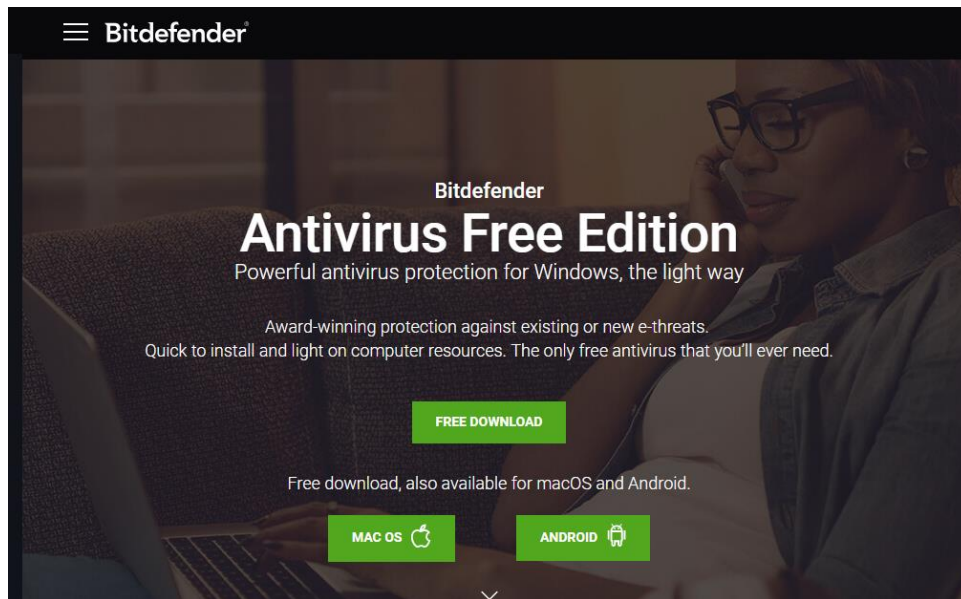 Bitdefender®
Bitdefender
Antivirus Free Edition
Powerful antivirus protection for Windows, the light way
Award-winning protection against existing or new e-threats.
Quick to install and light on computer resources. The only free antivirus that you'll ever need.
FREE DOWNLOAD
Free download, also available for macOS and Android.
MAC OS
ANDROID